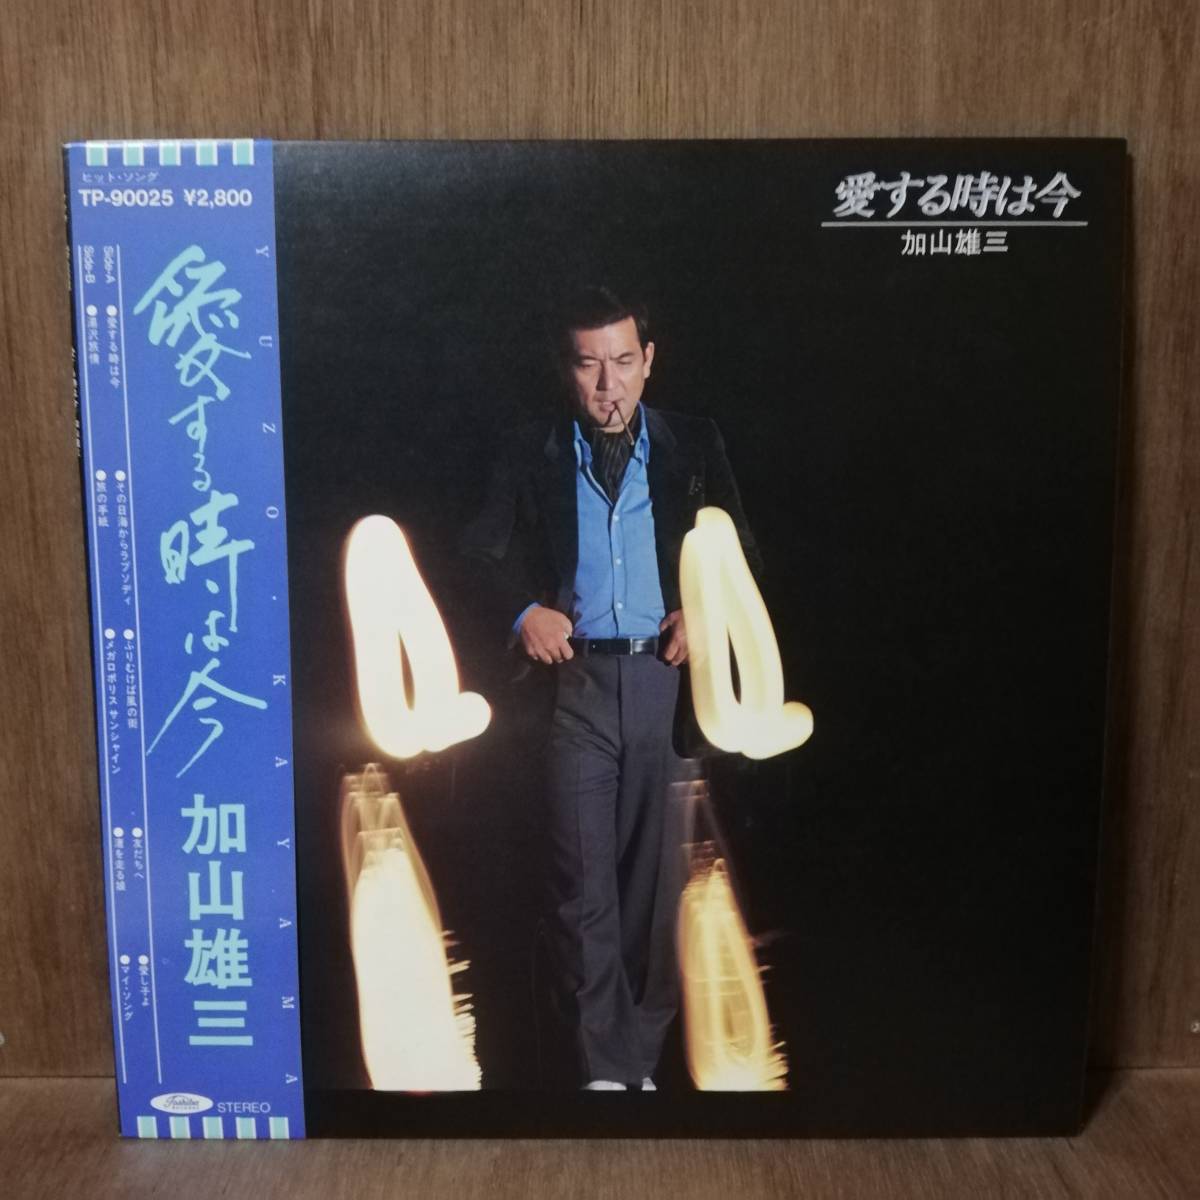 ヒット・ソング
TP-90025 ¥2,800
YUZO・KAYAMA
愛する時は今
加山雄三
Side-A
●愛する時は今
●その日海からラプソディ
●ふりむけば風の街
●友だちへ
●愛し子よ
Side-B
●湯沢旅情
●旅の手紙
●メガロポリス サンシャイン
●渚を走る娘
●マイ・ソング
Toshiba
RECORDS
STEREO
愛する時は今
加山雄三